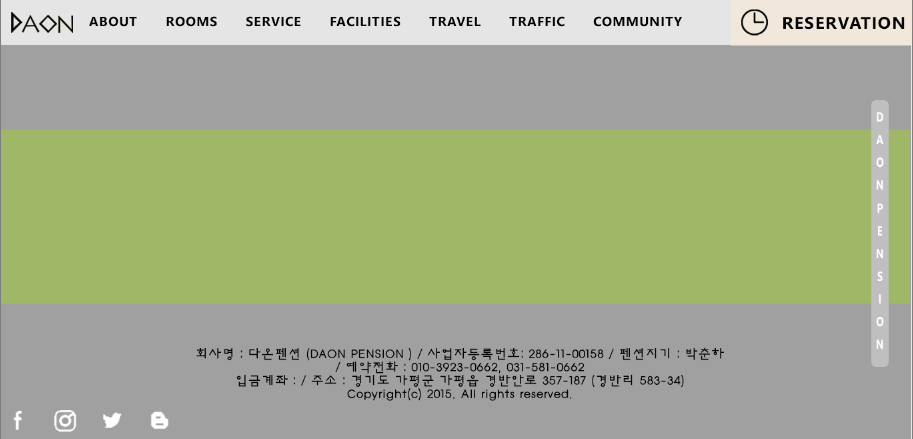 DAON ABOUT ROOMS SERVICE FACILITIES TRAVEL TRAFFIC COMMUNITY RESERVATION
DAONPENSION
회사명 : 다온펜션 (DAON PENSION ) / 사업자등록번호: 286-11-00158 / 펜션지기 : 박춘하
/ 예약전화 : 010-3923-0662, 031-581-0662
입금계좌 : / 주소 : 경기도 가평군 가평읍 경반안로 357-187 (경반리 583-34)
Copyright(c) 2015. All rights reserved.